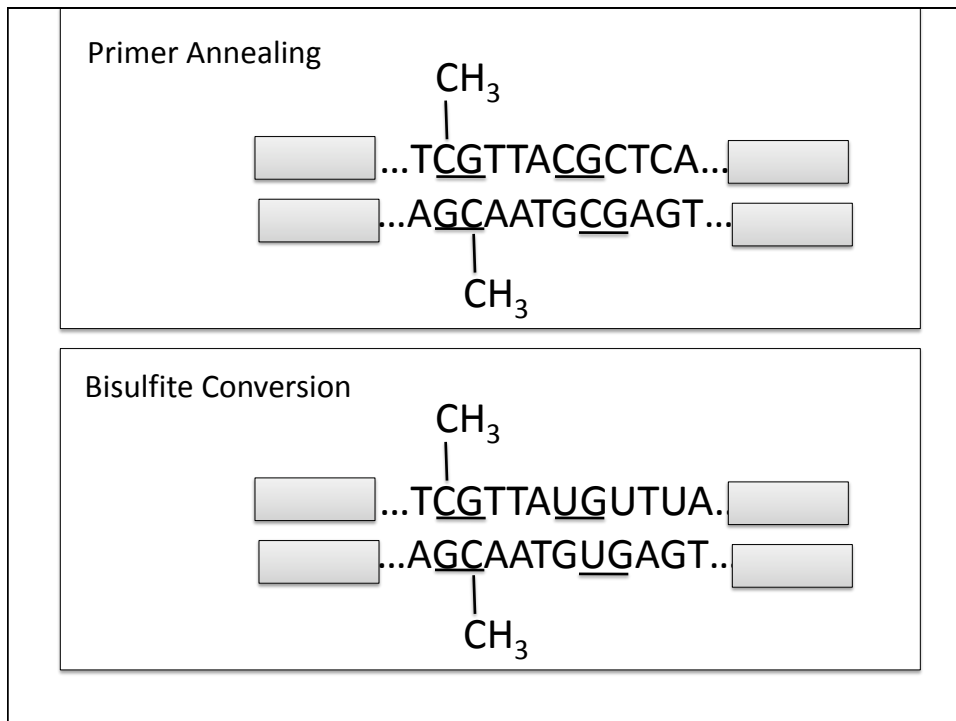 Primer Annealing
CH3
...TCGTTACGCTCA...
...AGCAATGCGAGT...
CH3
Bisulfite Conversion
CH3
...TCGTTAUGUTUA..
...AGCAATGUGAGT...
CH3